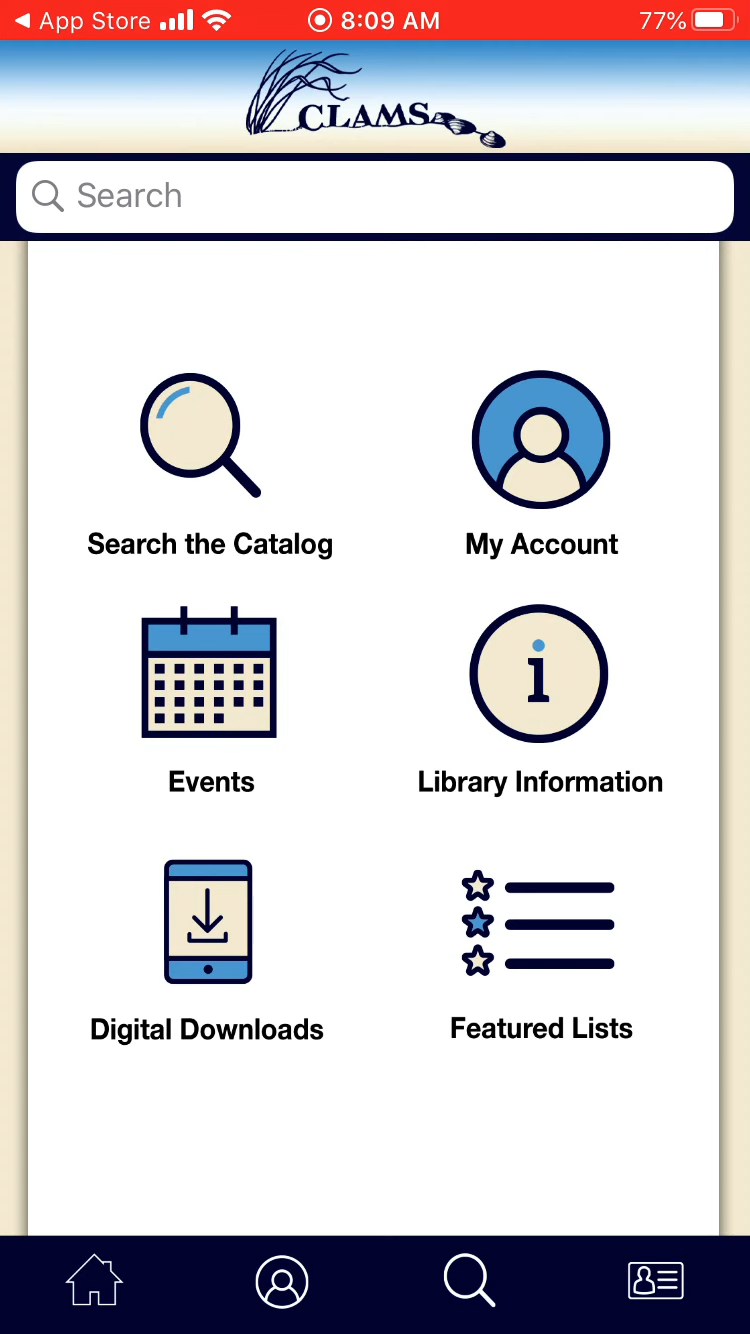 App Store 8:09 AM 77%
CLAMS
Search
Search the Catalog My Account
Events Library Information
Digital Downloads Featured Lists